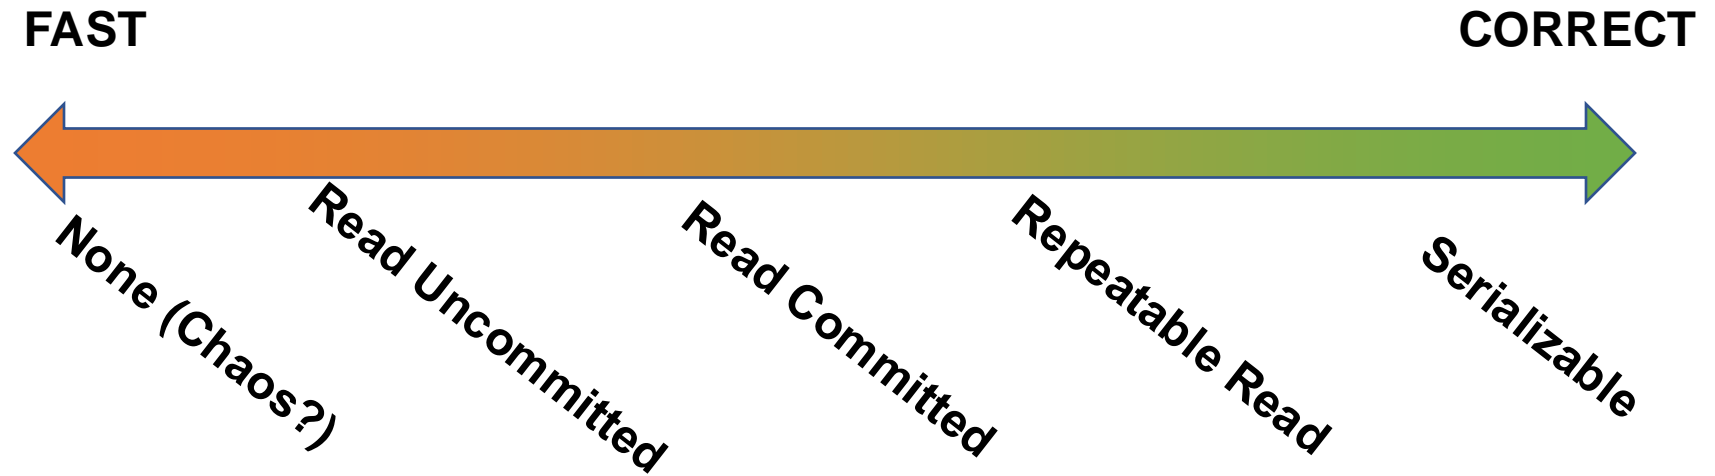 FAST
CORRECT
None (Chaos?)
Read Uncommitted
Read Committed
Repeatable Read
Serializable